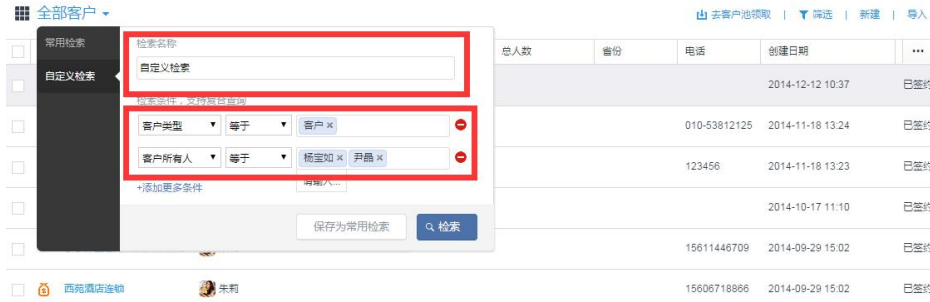 全部客户
去客户池领取 | 筛选 | 新建 | 导入
常用检索
自定义检索
检索名称
自定义检索
检索条件，支持复合查询
客户类型 等于 客户 ×
客户所有人 等于 杨宝如 × 尹晶 ×
请输入...
+添加更多条件
保存为常用检索 检索
总人数 省份 电话 创建日期 ...
2014-12-12 10:37 已签约
010-53812125 2014-11-18 13:24 已签约
123456 2014-11-18 13:23 已签约
2014-10-17 11:10 已签约
15611446709 2014-09-29 15:02 已签约
西苑酒店连锁 朱莉 15606718866 2014-09-29 15:02 已签约